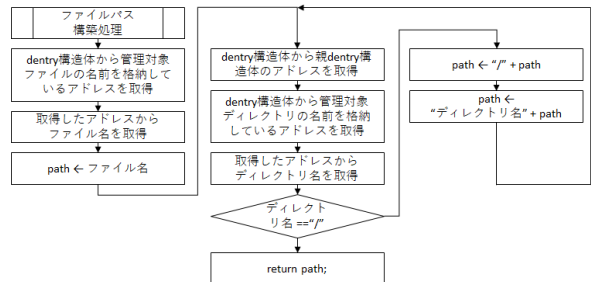 ファイルパス
構築処理
dentry構造体から管理対象
ファイルの名前を格納して
いるアドレスを取得
取得したアドレスから
ファイル名を取得
path ← ファイル名
dentry構造体から親dentry構
造体のアドレスを取得
dentry構造体から管理対象
ディレクトリの名前を格納
しているアドレスを取得
取得したアドレスから
ディレクトリ名を取得
ディレクト
リ名 ==“/”
return path;
path ← “/” + path
path ←
“ディレクトリ名” + path